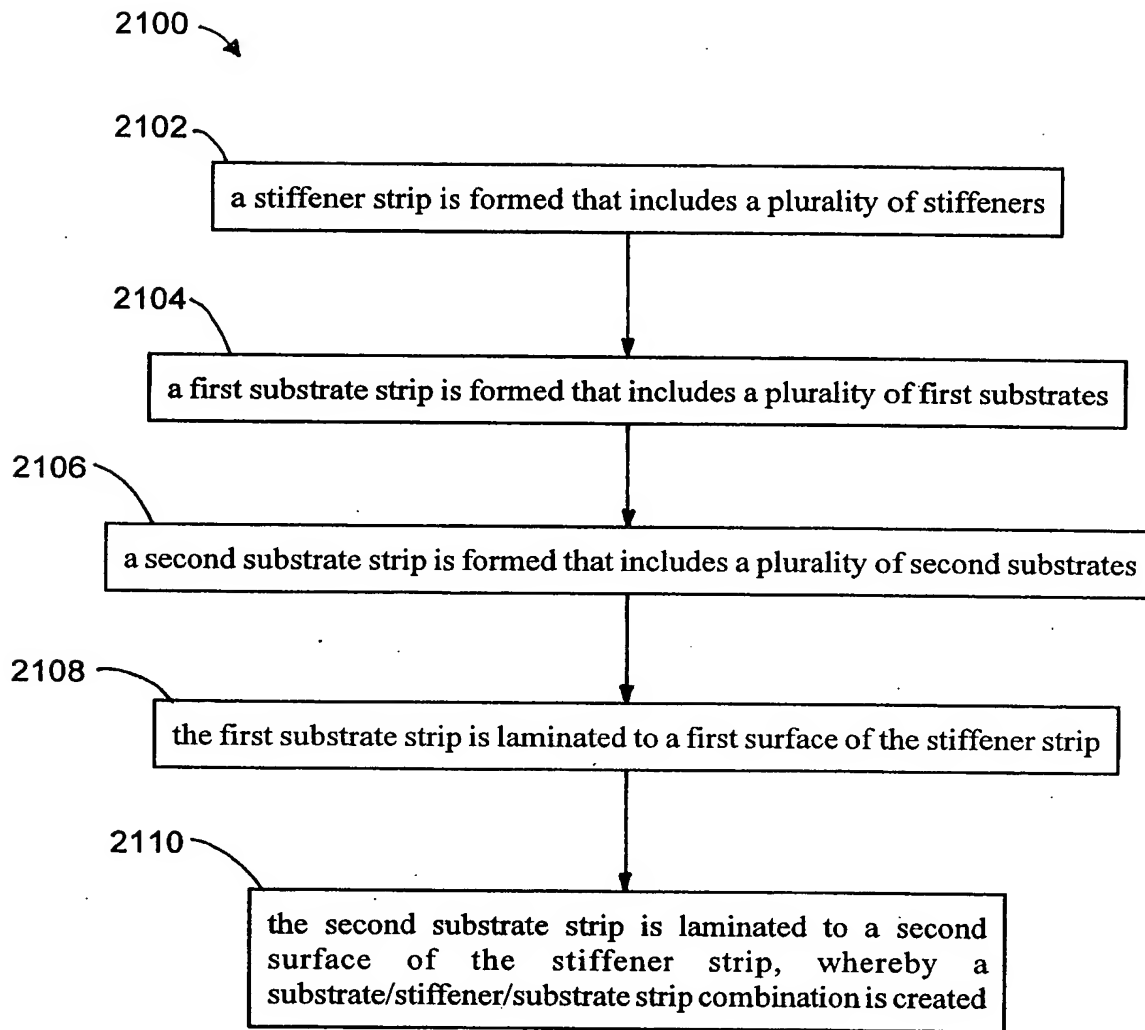 2100
2102
a stiffener strip is formed that includes a plurality of stiffeners
2104
a first substrate strip is formed that includes a plurality of first substrates
2106
a second substrate strip is formed that includes a plurality of second substrates
2108
the first substrate strip is laminated to a first surface of the stiffener strip
2110
the second substrate strip is laminated to a second
surface of the stiffener strip, whereby a
substrate/stiffener/substrate strip combination is created